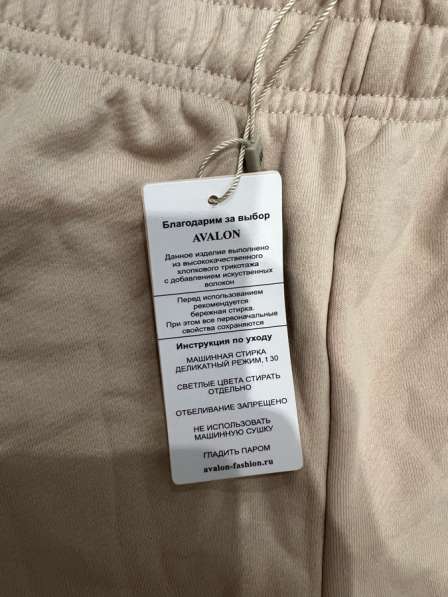 Благодарим за выбор
AVALON
Данное изделие выполнено
из высококачественного
хлопкового трикотажа
с добавлением искуственных
волокон
Перед использованием
рекомендуется
бережная стирка.
При этом все первоначальные
свойства сохраняются
Инструкция по уходу
МАШИННАЯ СТИРКА
ДЕЛИКАТНЫЙ РЕЖИМ, t 30
СВЕТЛЫЕ ЦВЕТА СТИРАТЬ
ОТДЕЛЬНО
ОТБЕЛИВАНИЕ ЗАПРЕЩЕНО
НЕ ИСПОЛЬЗОВАТЬ
МАШИННУЮ СУШКУ
ГЛАДИТЬ ПАРОМ
avalon-fashion.ru